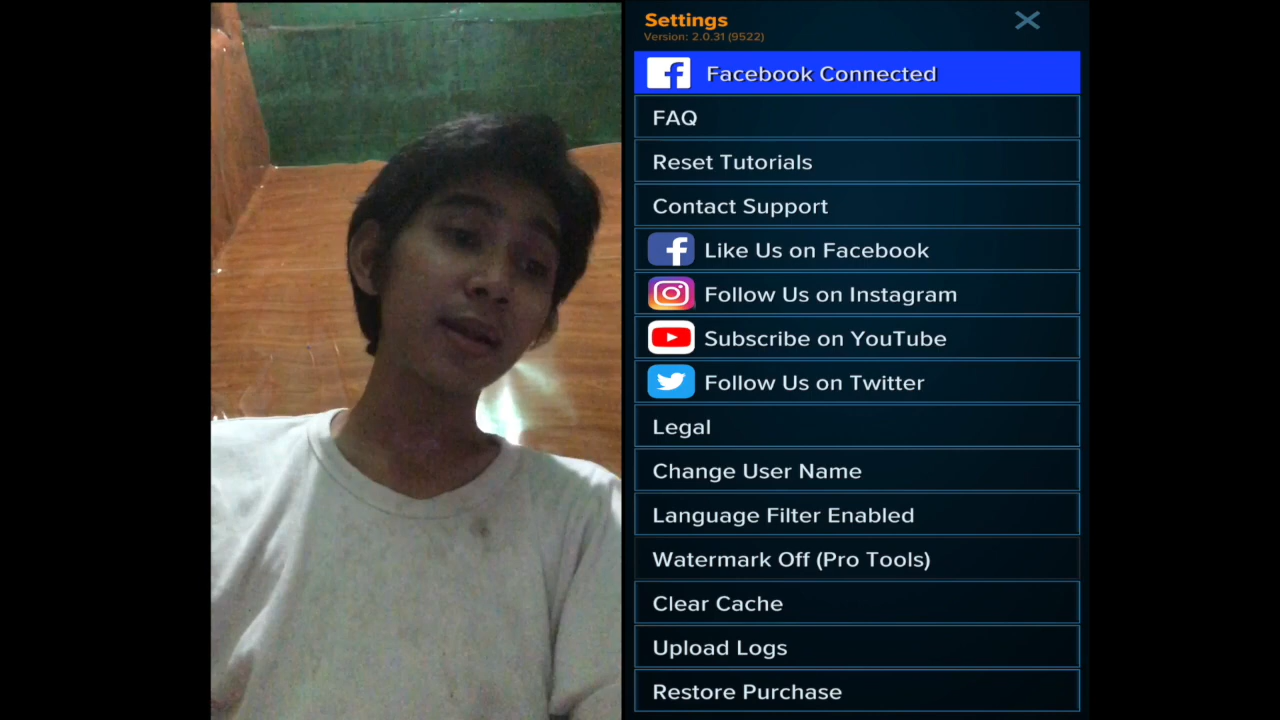 Settings
Version: 2.0.31 (9522)
Facebook Connected
FAQ
Reset Tutorials
Contact Support
Like Us on Facebook
Follow Us on Instagram
Subscribe on YouTube
Follow Us on Twitter
Legal
Change User Name
Language Filter Enabled
Watermark Off (Pro Tools)
Clear Cache
Upload Logs
Restore Purchase